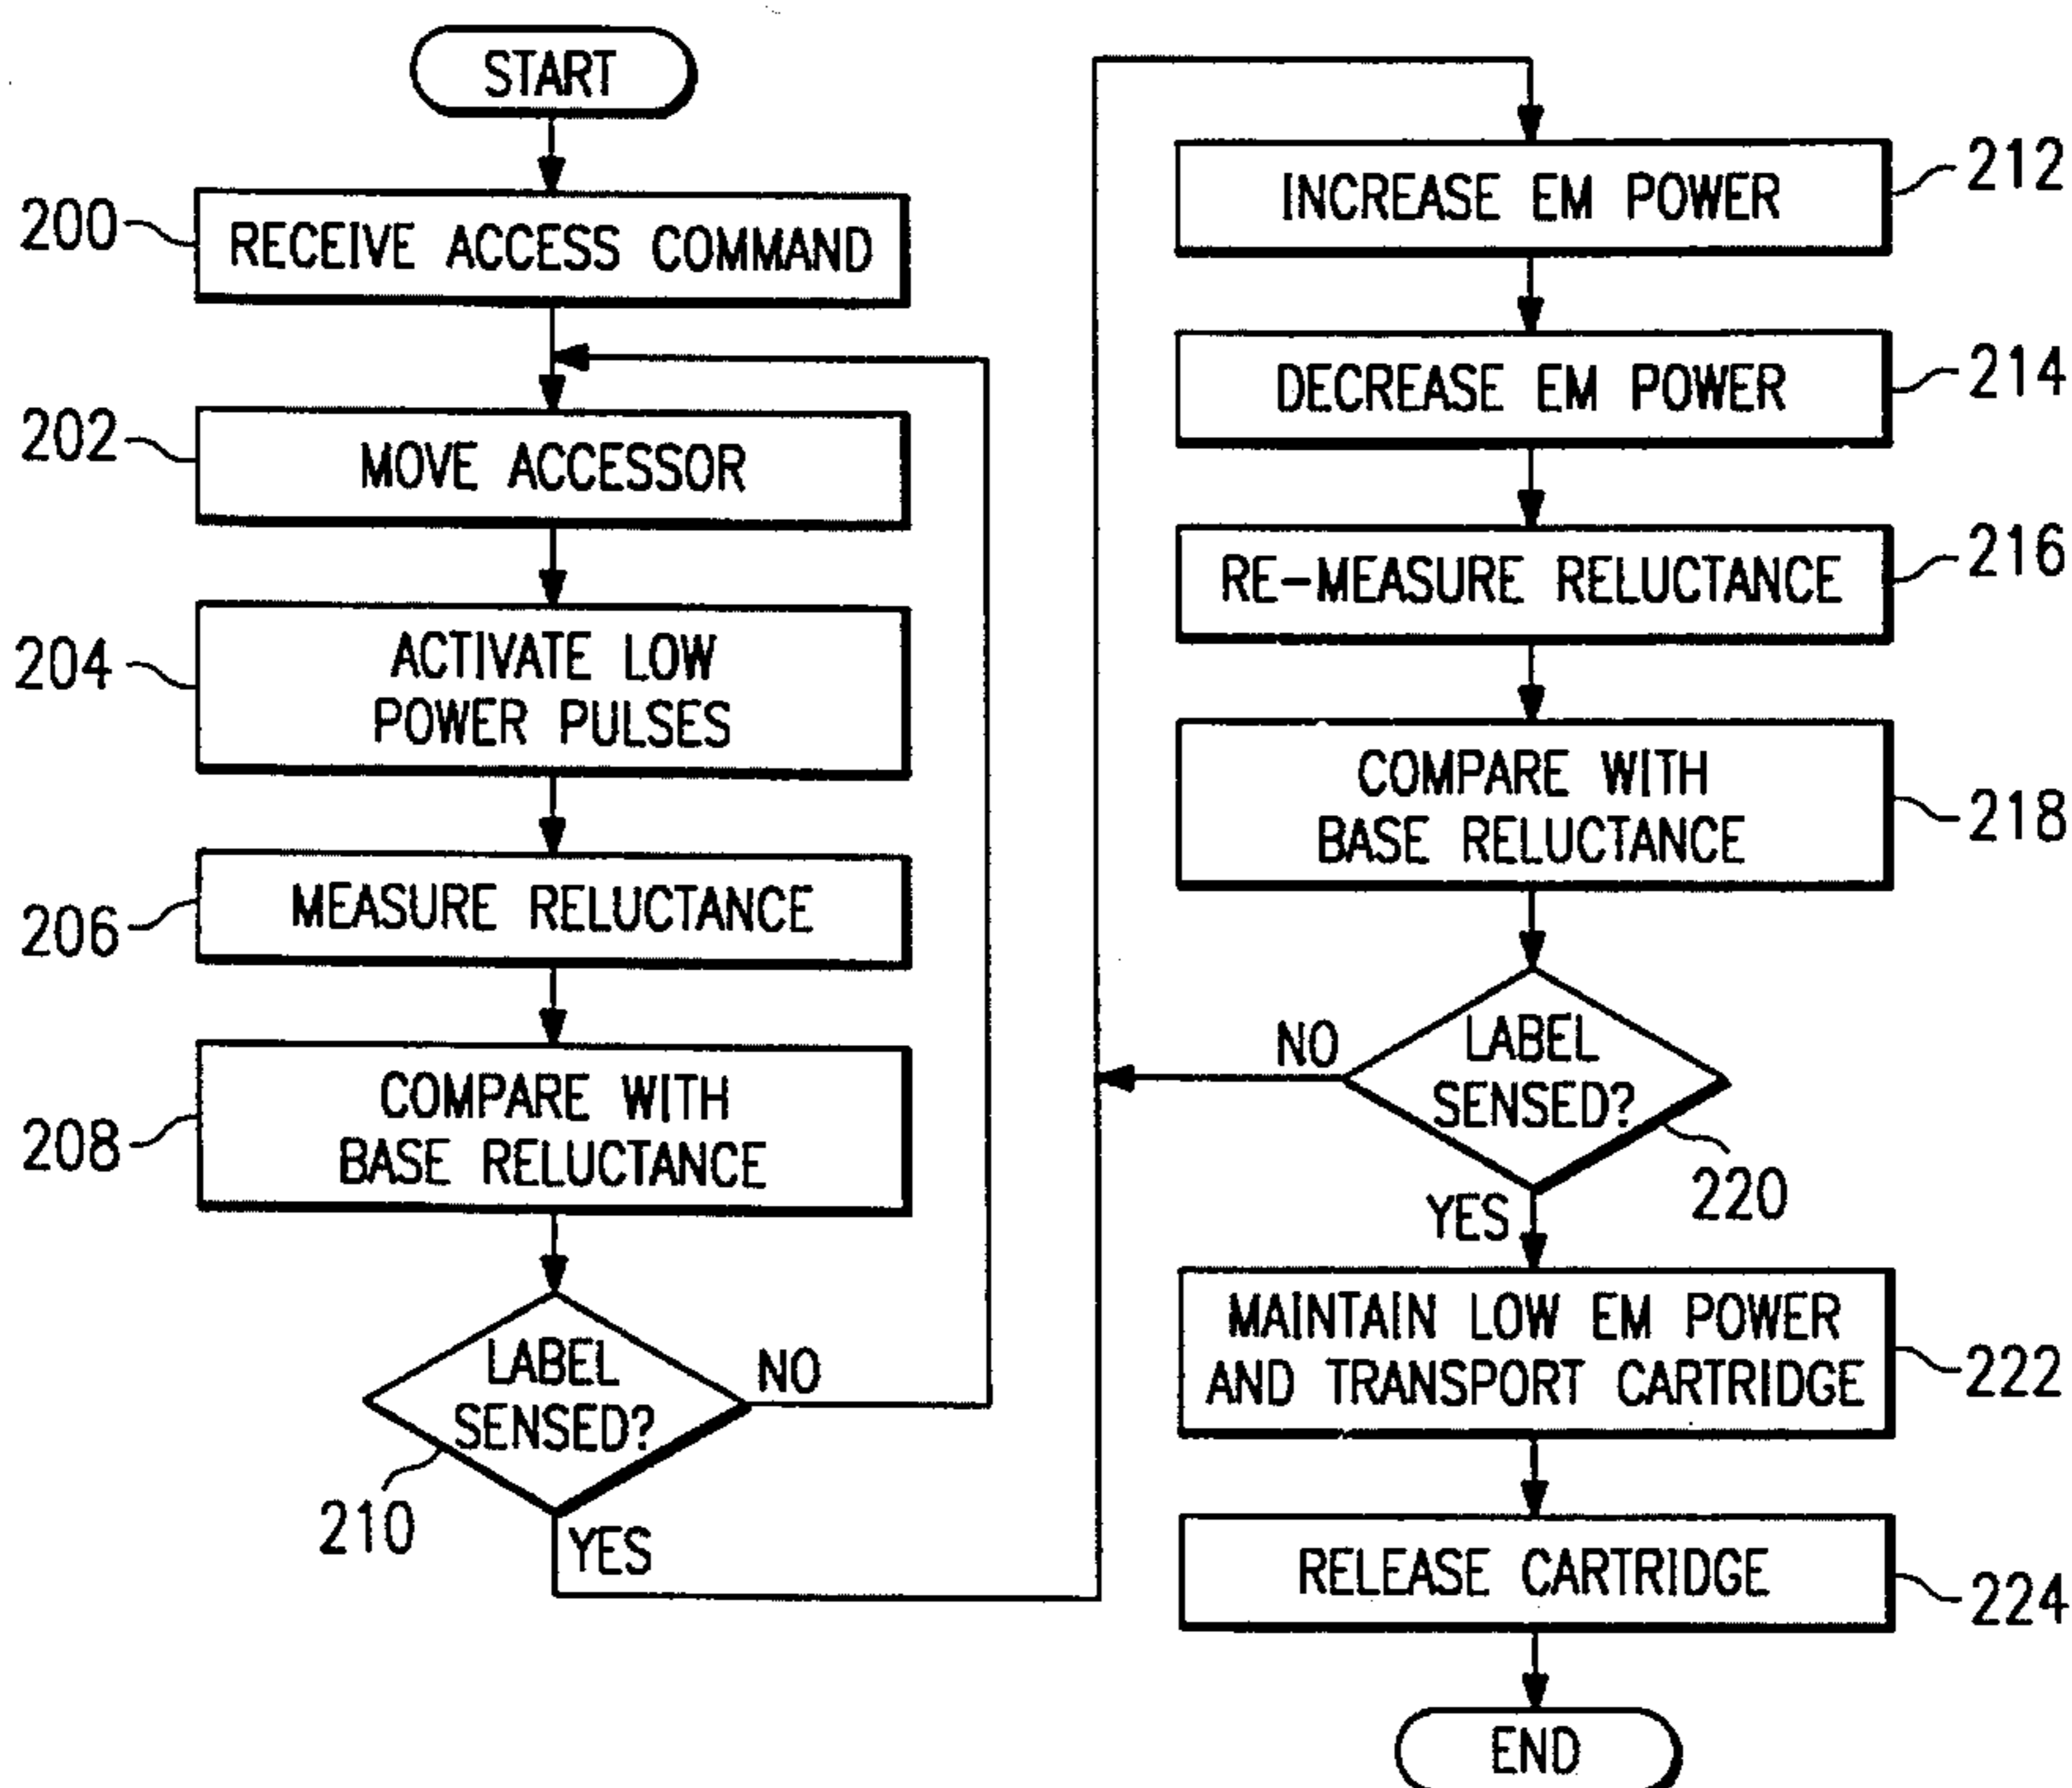 START
200
RECEIVE ACCESS COMMAND
202
MOVE ACCESSOR
204
ACTIVATE LOW
POWER PULSES
206
MEASURE RELUCTANCE
208
COMPARE WITH
BASE RELUCTANCE
LABEL
SENSED?
NO
210
YES
INCREASE EM POWER
212
DECREASE EM POWER
214
RE-MEASURE RELUCTANCE
216
COMPARE WITH
BASE RELUCTANCE
218
NO
LABEL
SENSED?
220
YES
MAINTAIN LOW EM POWER
AND TRANSPORT CARTRIDGE
222
RELEASE CARTRIDGE
224
END